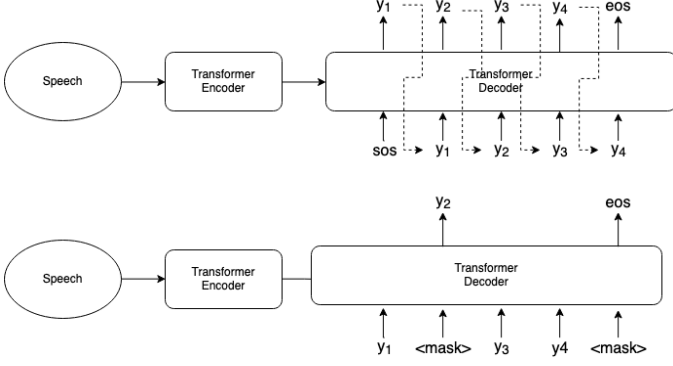 y1 y2 y3 y4 eos
Speech
Transformer
Encoder
Transformer
Decoder
sos y1 y2 y3 y4
y2 eos
Speech
Transformer
Encoder
Transformer
Decoder
y1 <mask> y3 y4 <mask>